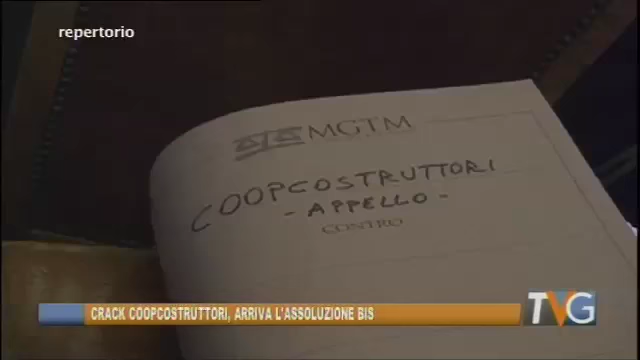 repertorio
MGTM
COOPCOSTRUTTORI
- APPELLO -
CONTRO
CRACK COOPCOSTRUTTORI, ARRIVA L'ASSOLUZIONE BIS
TVG